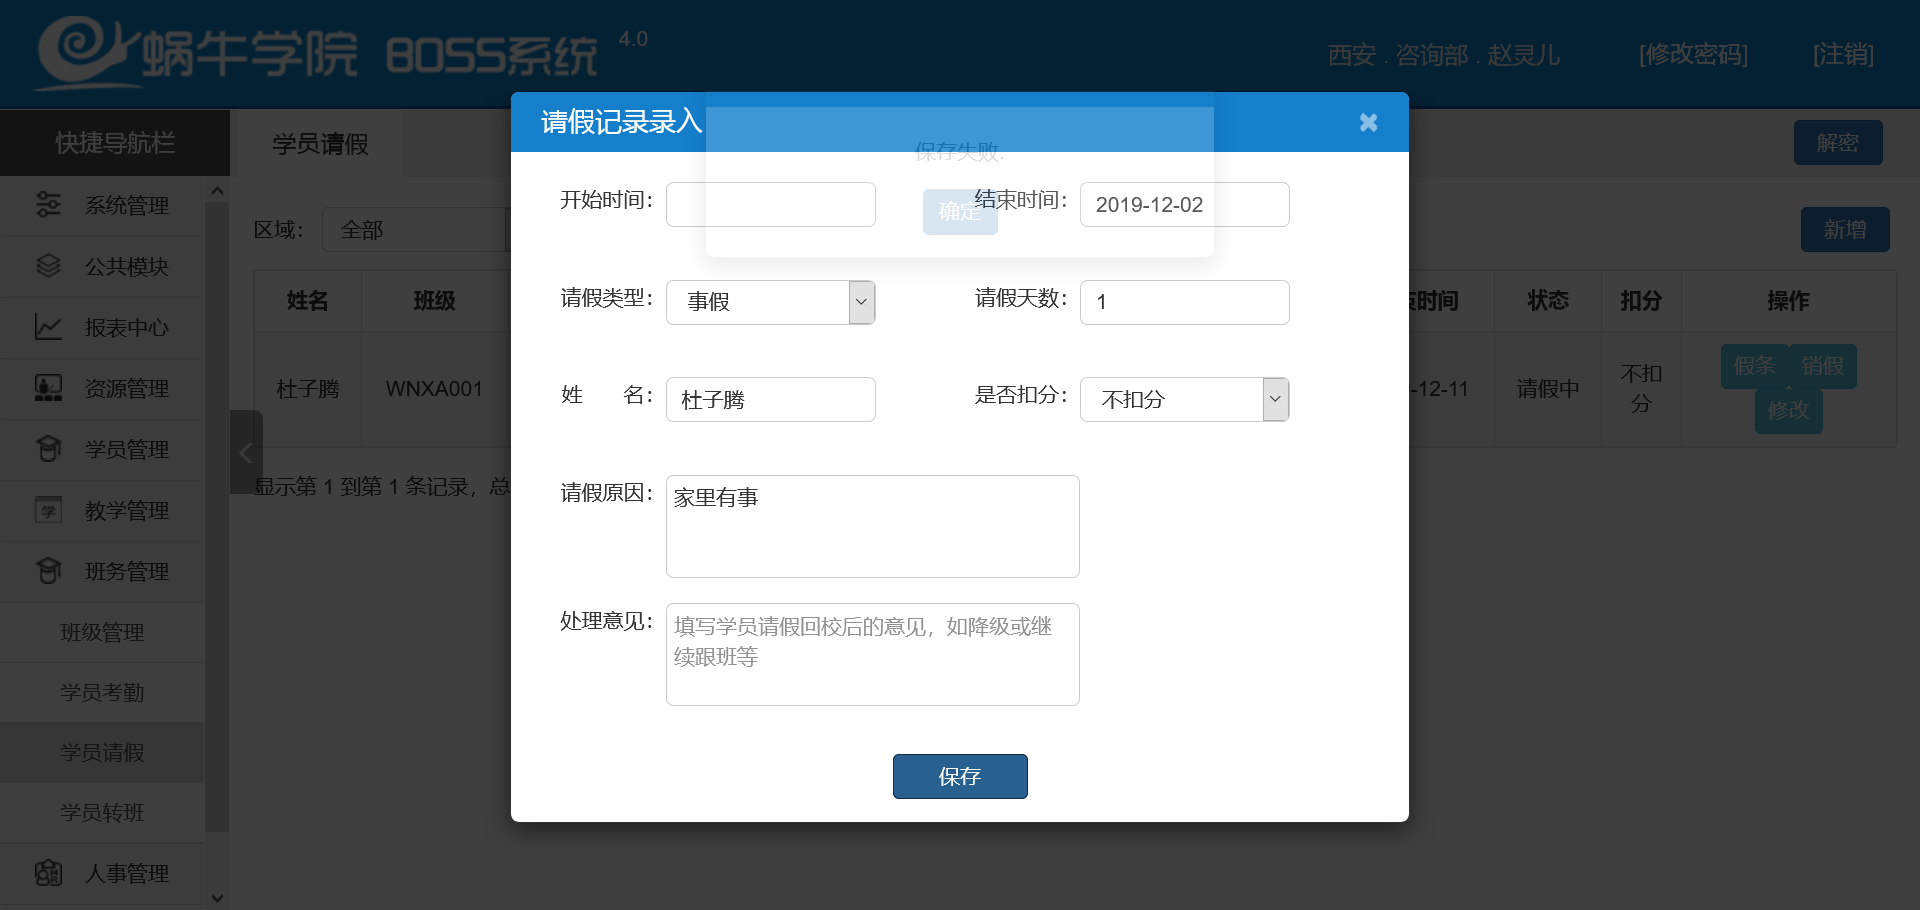 蜗牛学院 BOSS系统 4.0
西安 . 咨询部 . 赵灵儿 [修改密码] [注销]
快捷导航栏
学员请假
解密
系统管理
公共模块
报表中心
资源管理
学员管理
教学管理
班务管理
班级管理
学员考勤
学员请假
学员转班
人事管理
区域： 全部
新增
姓名 班级 时间 状态 扣分 操作
杜子腾 WNXA001 -12-11 请假中 不扣分 假条 销假 修改
显示第 1 到第 1 条记录，总
请假记录录入
保存失败.
确定
开始时间： 结束时间： 2019-12-02
请假类型： 事假 请假天数： 1
姓 名： 杜子腾 是否扣分： 不扣分
请假原因： 家里有事
处理意见： 填写学员请假回校后的意见，如降级或继
续跟班等
保存